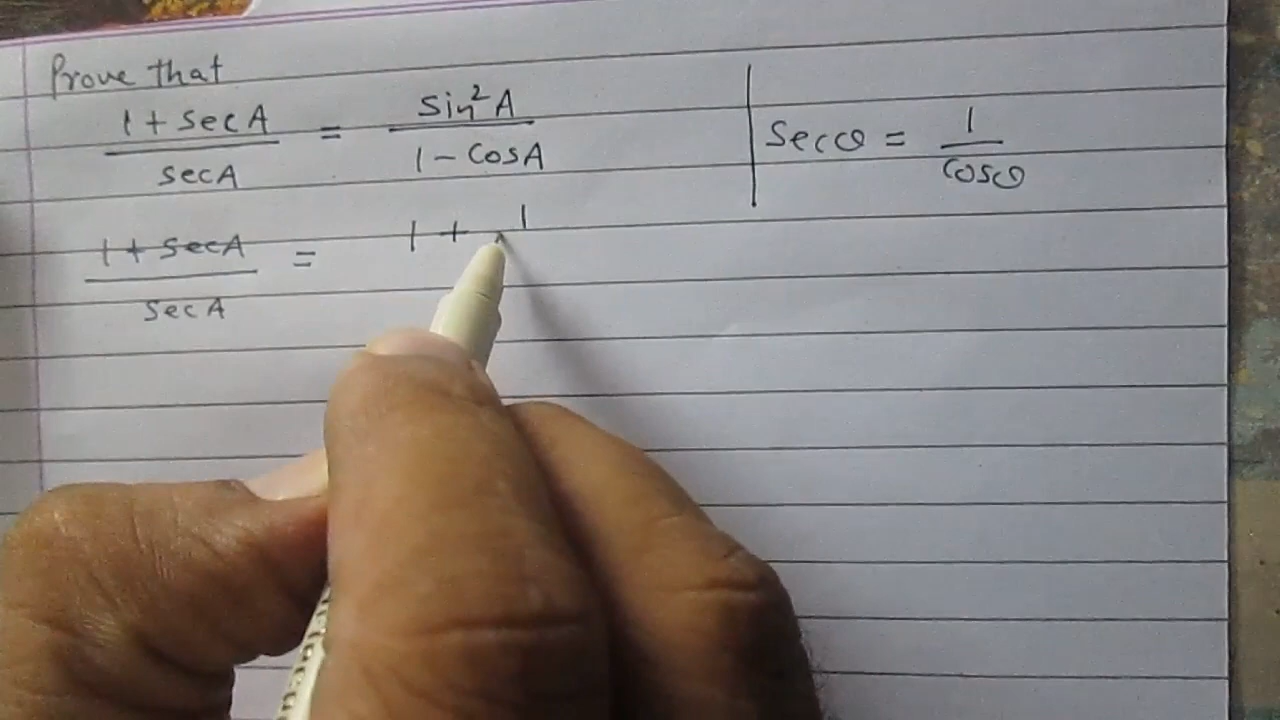 Prove that
1 + secA / secA = sin²A / 1 - cosA
secθ = 1 / cosθ
1 + secA / secA = 1 + 1